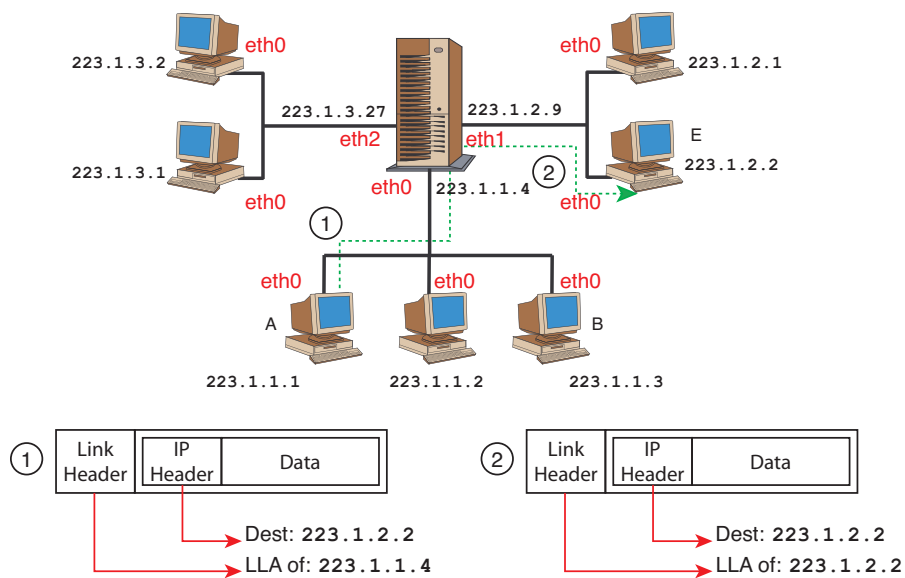 eth0
eth0
223.1.3.2
223.1.2.1
223.1.3.27
223.1.2.9
eth2
eth1
E
223.1.3.1
2
223.1.2.2
eth0
223.1.1.4
eth0
eth0
1
eth0
eth0
eth0
A
B
223.1.1.1
223.1.1.2
223.1.1.3
1
Link
Header
IP
Header
Data
Dest: 223.1.2.2
LLA of: 223.1.1.4
2
Link
Header
IP
Header
Data
Dest: 223.1.2.2
LLA of: 223.1.2.2